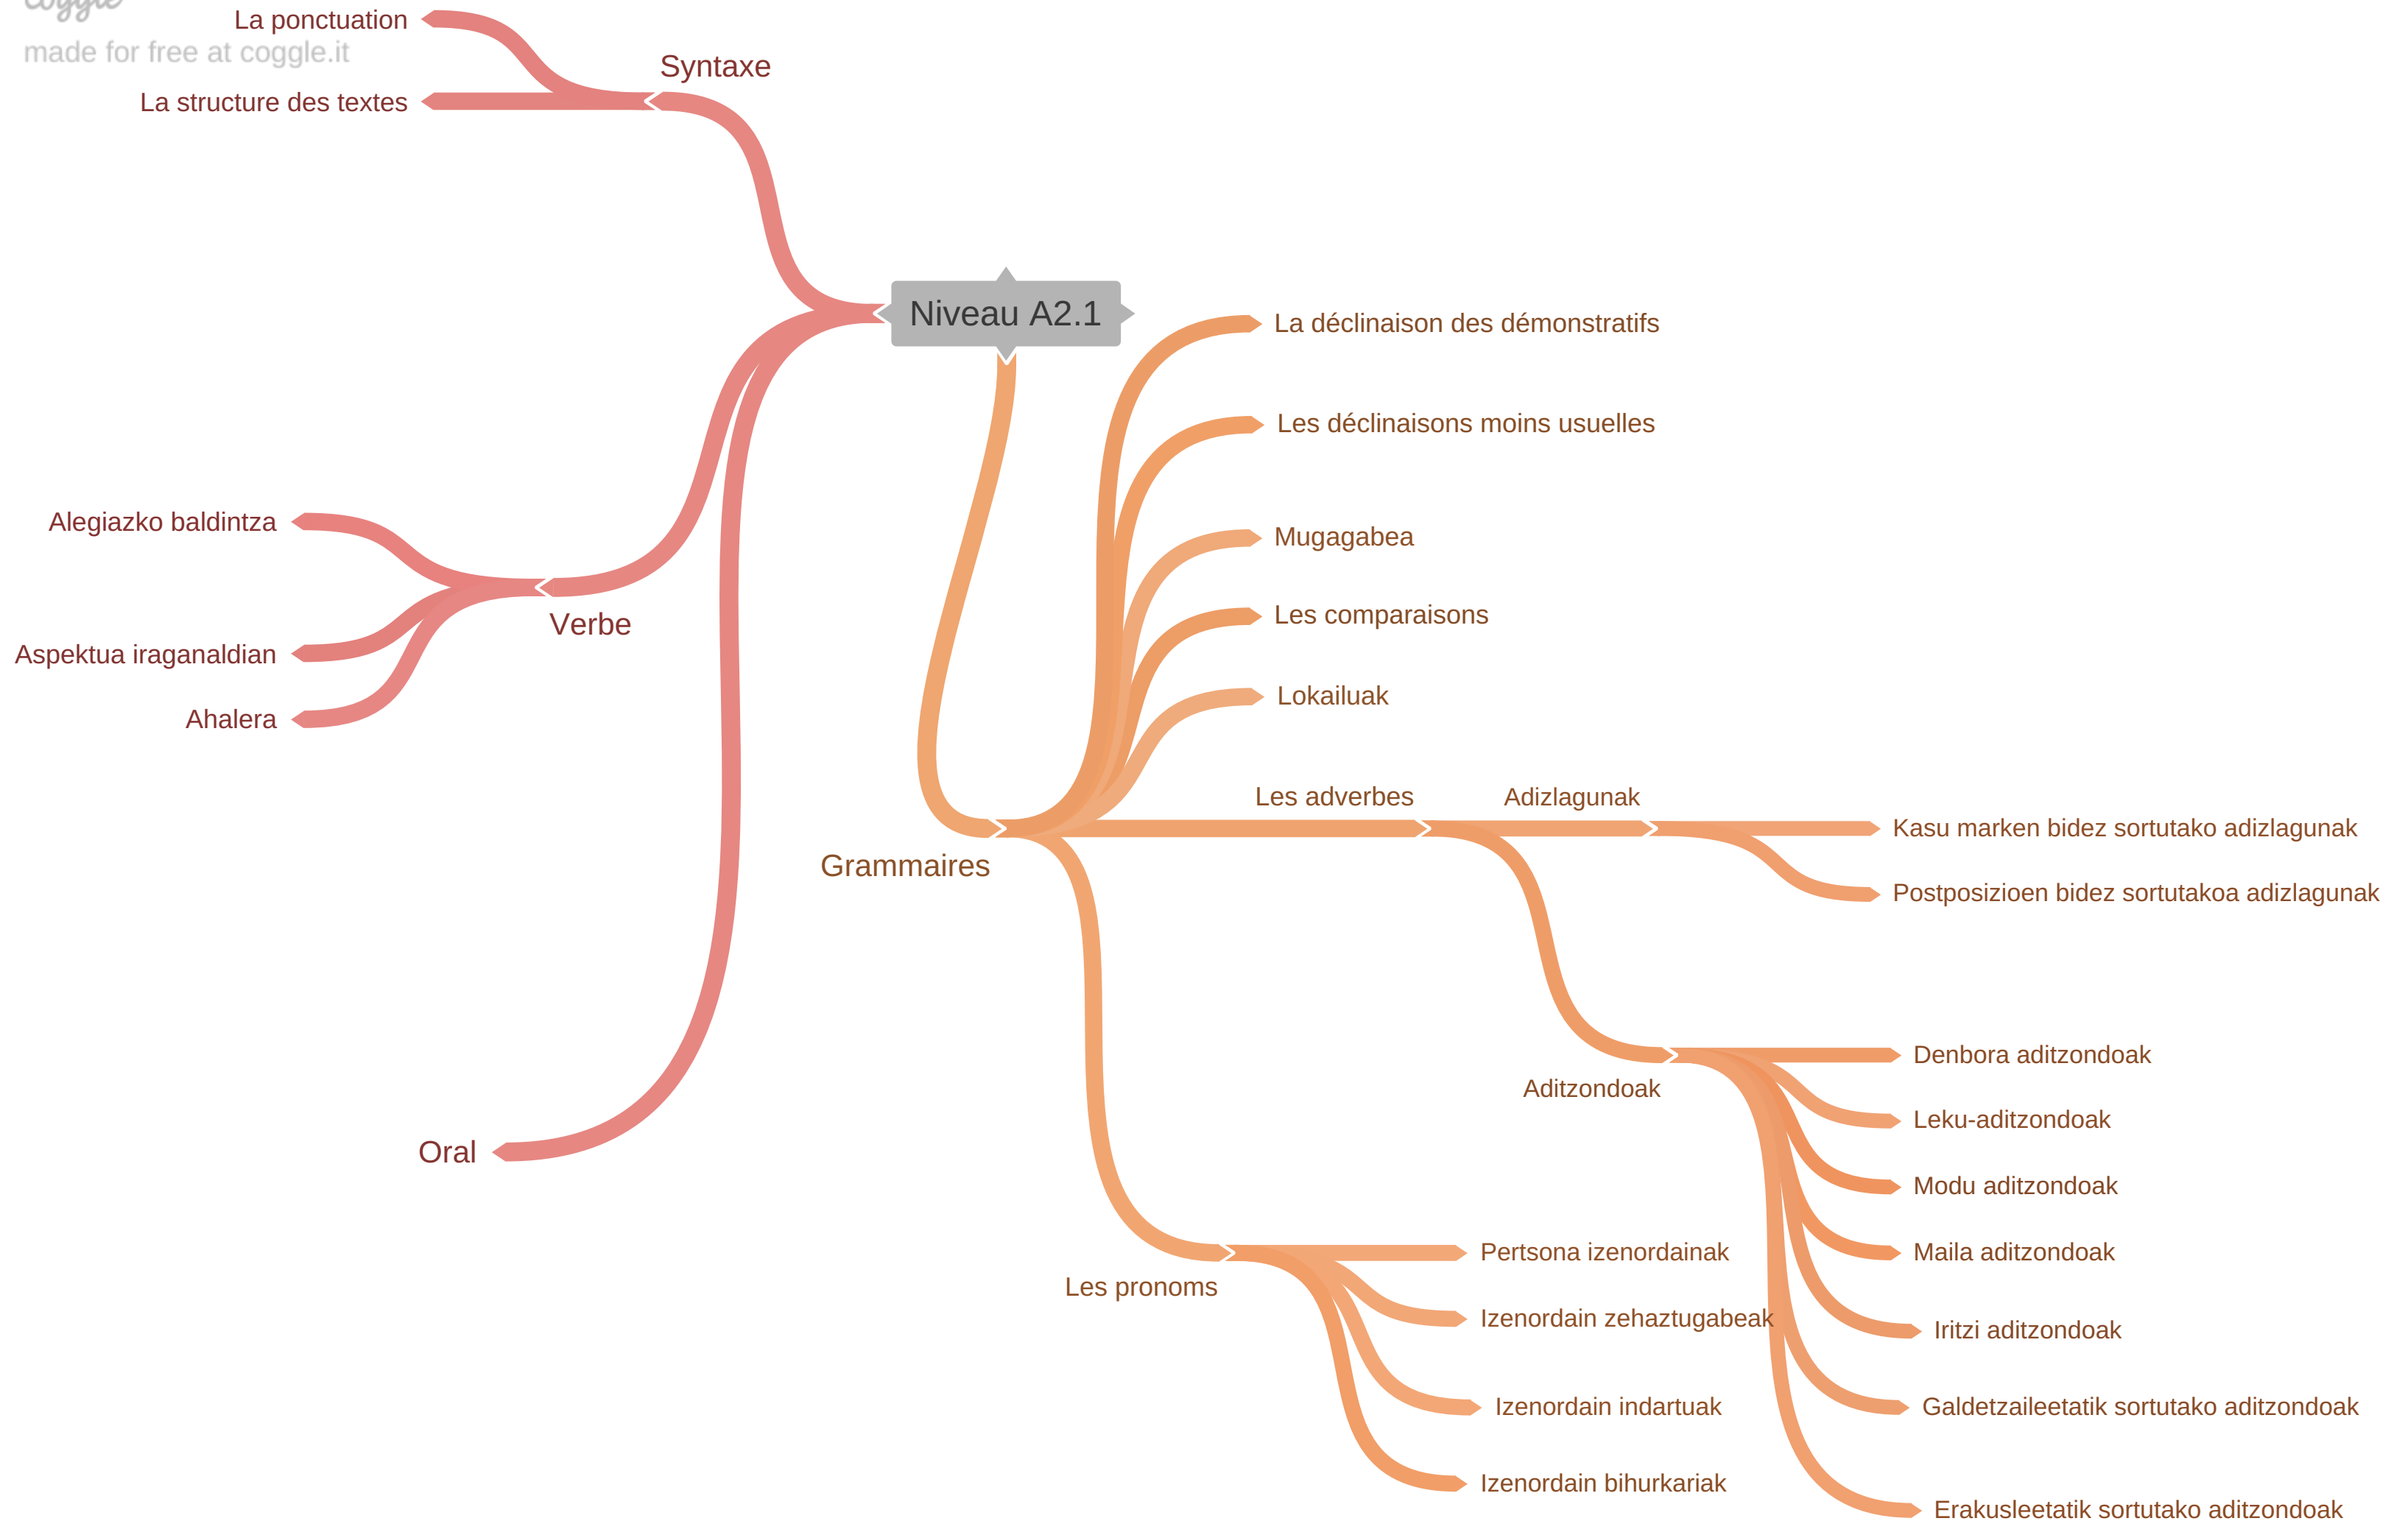 coggle
made for free at coggle.it
La ponctuation
La structure des textes
Syntaxe
Niveau A2.1
Alegiazko baldintza
Aspektua iraganaldian
Ahalera
Verbe
Oral
Grammaires
La déclinaison des démonstratifs
Les déclinaisons moins usuelles
Mugagabea
Les comparaisons
Lokailuak
Les adverbes
Adizlagunak
Kasu marken bidez sortutako adizlagunak
Postposizioen bidez sortutakoa adizlagunak
Aditzondoak
Denbora aditzondoak
Leku-aditzondoak
Modu aditzondoak
Maila aditzondoak
Iritzi aditzondoak
Galdetzaileetatik sortutako aditzondoak
Erakusleetatik sortutako aditzondoak
Les pronoms
Pertsona izenordainak
Izenordain zehaztugabeak
Izenordain indartuak
Izenordain bihurkariak